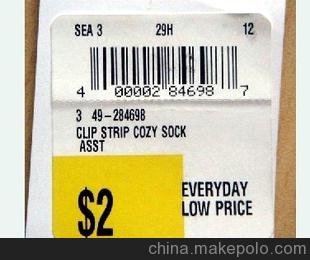 SEA 3 29H 12
4 00002 84698 7
3 49-284698
CLIP STRIP COZY SOCK
ASST
$2
EVERYDAY
LOW PRICE
china.makepolo.com